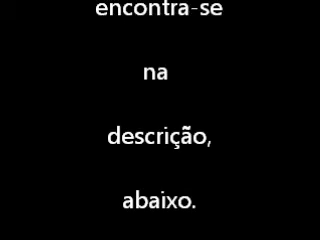 encontra-se
na
descrição,
abaixo.